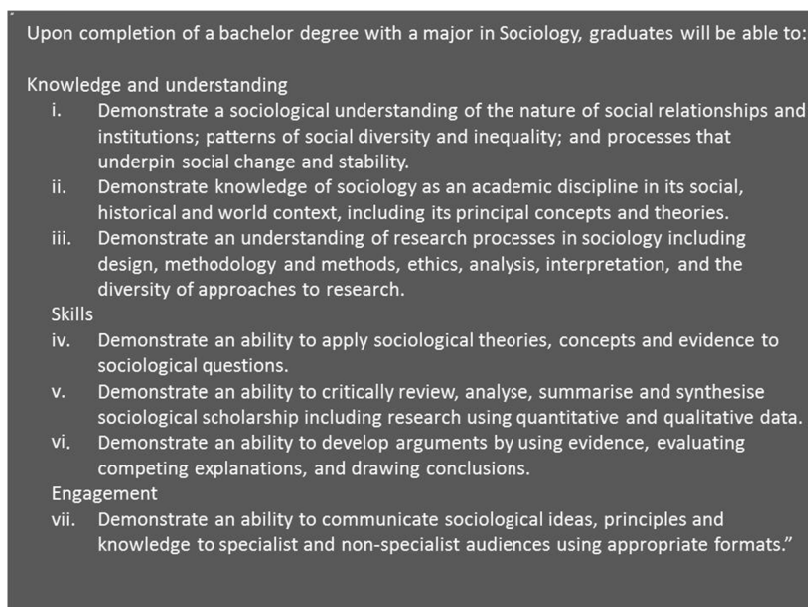 Upon completion of a bachelor degree with a major in Sociology, graduates will be able to:
Knowledge and understanding
i. Demonstrate a sociological understanding of the nature of social relationships and
institutions; patterns of social diversity and inequality; and processes that
underpin social change and stability.
ii. Demonstrate knowledge of sociology as an academic discipline in its social,
historical and world context, including its principal concepts and theories.
iii. Demonstrate an understanding of research processes in sociology including
design, methodology and methods, ethics, analysis, interpretation, and the
diversity of approaches to research.
Skills
iv. Demonstrate an ability to apply sociological theories, concepts and evidence to
sociological questions.
v. Demonstrate an ability to critically review, analyse, summarise and synthesise
sociological scholarship including research using quantitative and qualitative data.
vi. Demonstrate an ability to develop arguments by using evidence, evaluating
competing explanations, and drawing conclusions.
Engagement
vii. Demonstrate an ability to communicate sociological ideas, principles and
knowledge to specialist and non-specialist audiences using appropriate formats.”